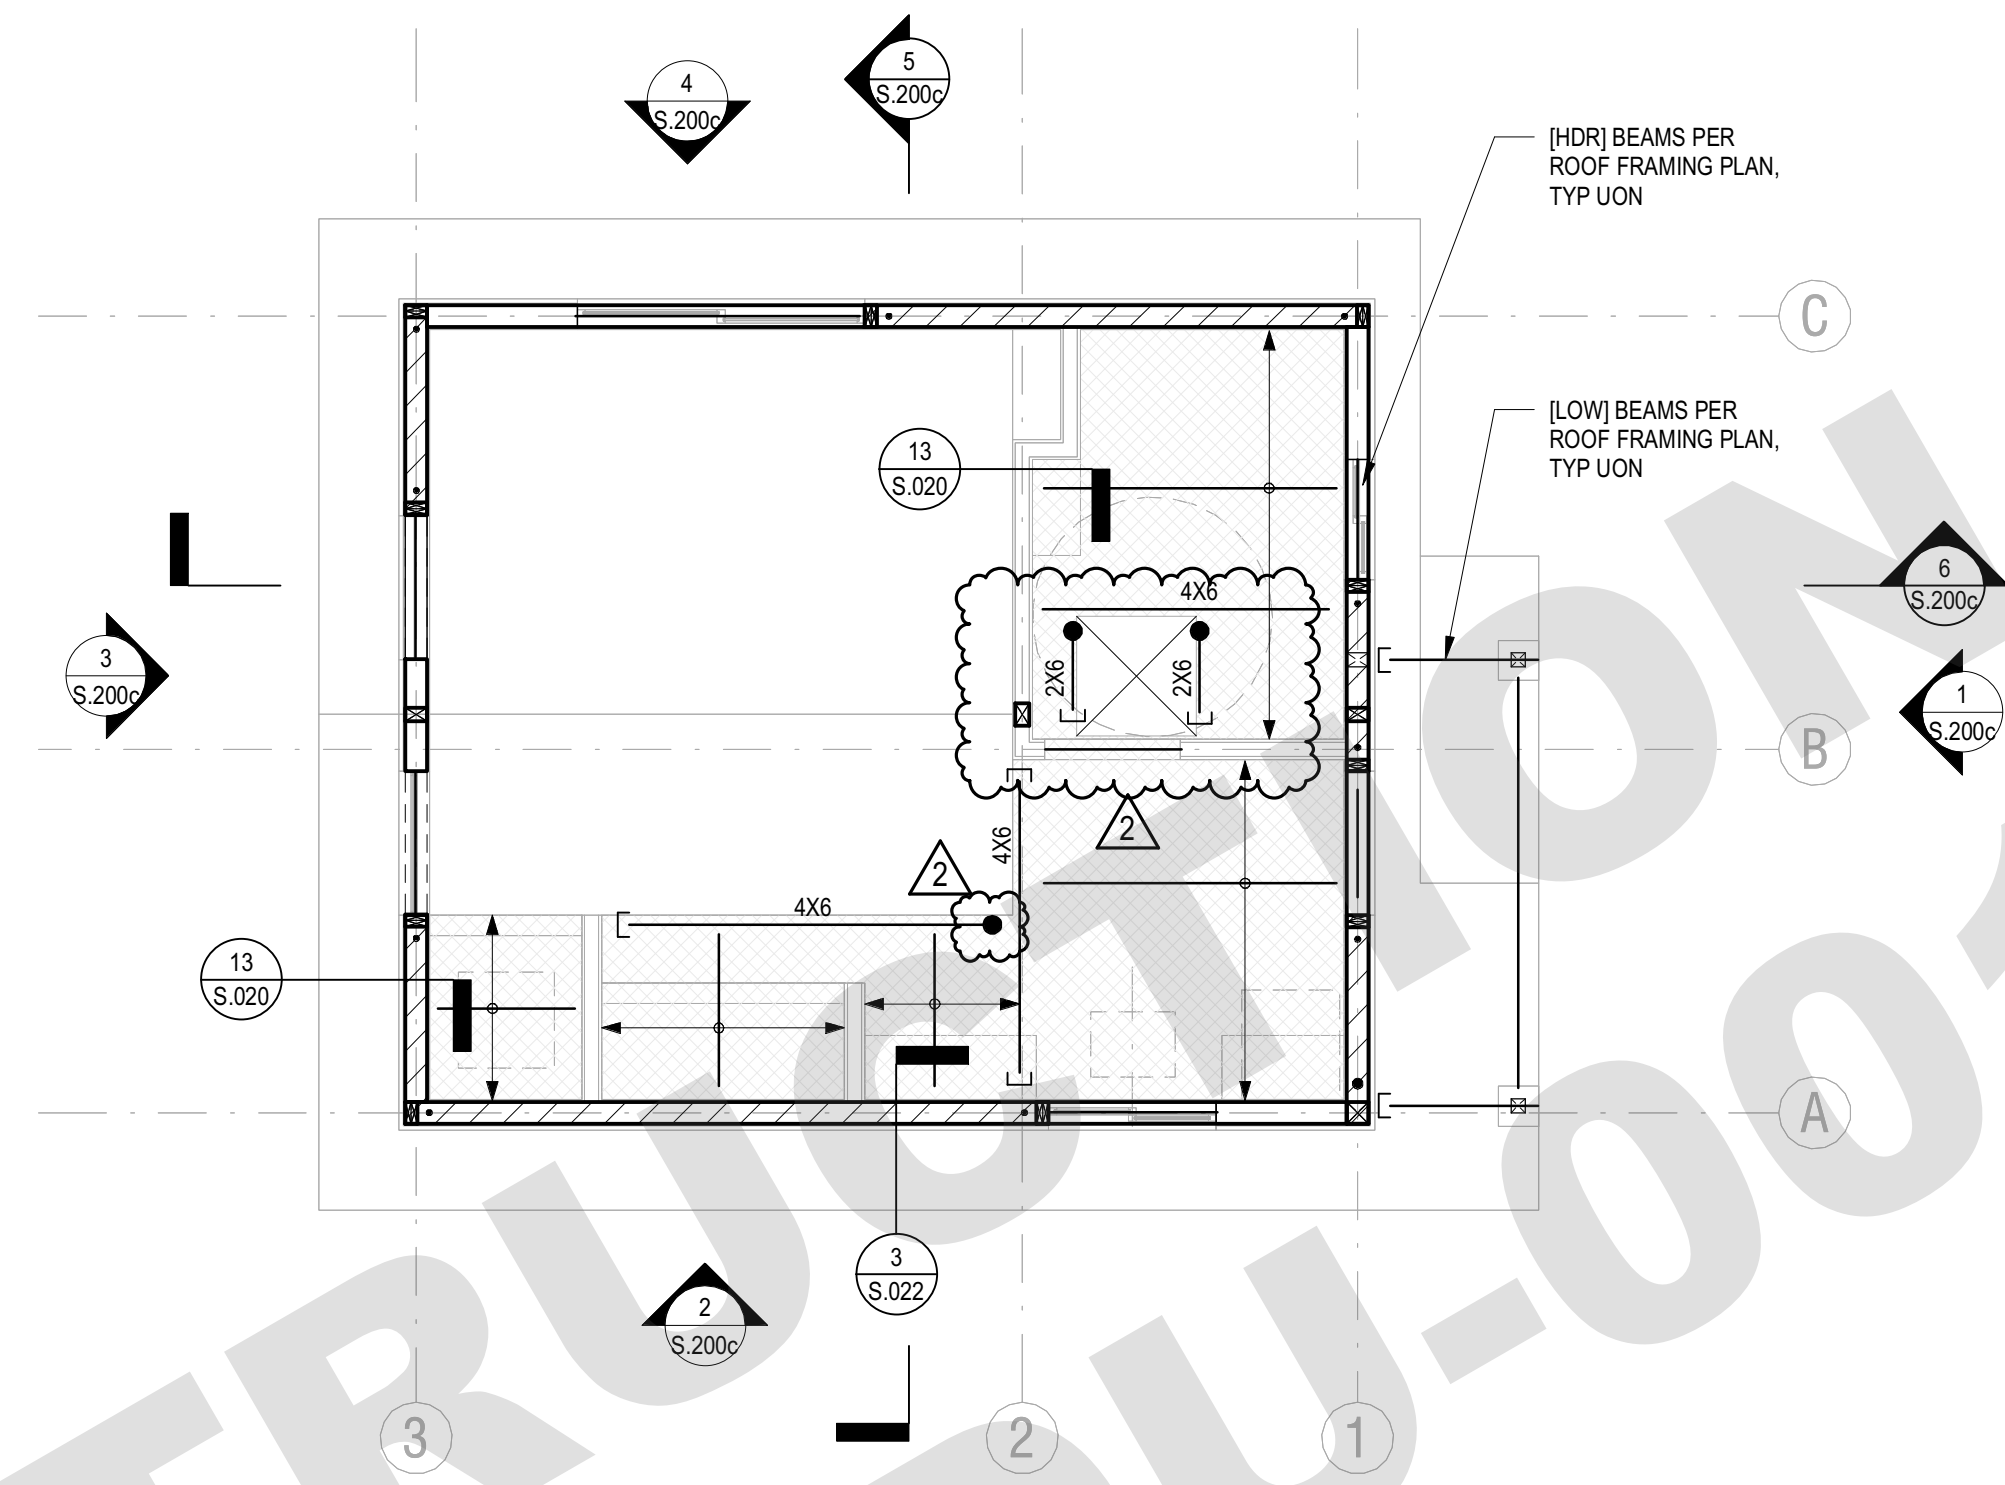 5
S.200c
4
S.200c
[HDR] BEAMS PER
ROOF FRAMING PLAN,
TYP UON
C
[LOW] BEAMS PER
ROOF FRAMING PLAN,
TYP UON
13
S.020
6
S.200c
4X6
3
S.200c
2X6
2X6
1
S.200c
B
2
4X6
2
4X6
13
S.020
A
3
S.022
2
S.200c
3
2
1
TRUCTION